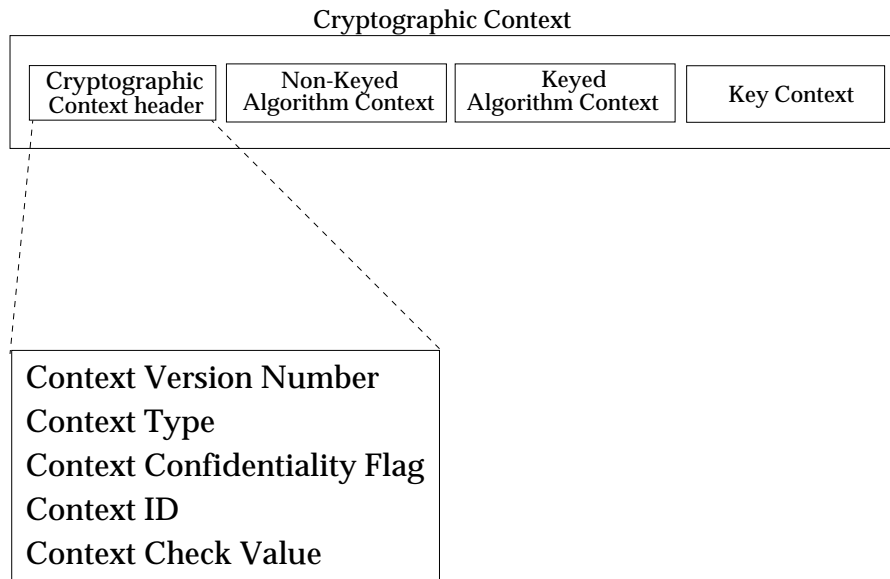 Cryptographic Context
Cryptographic
Context header
Non-Keyed
Algorithm Context
Keyed
Algorithm Context
Key Context
Context Version Number
Context Type
Context Confidentiality Flag
Context ID
Context Check Value